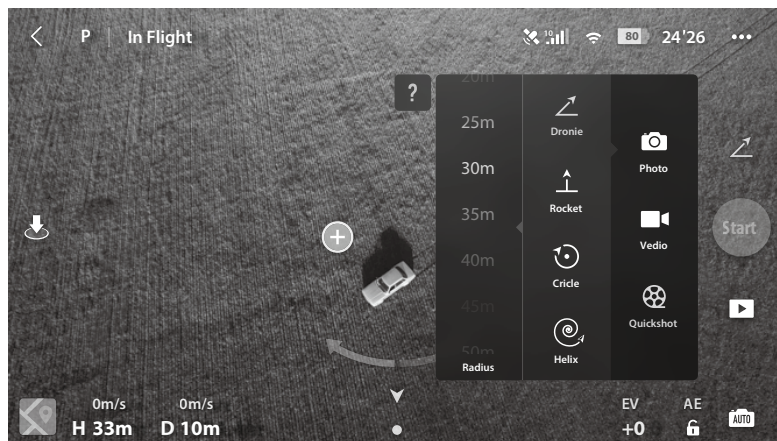 P In Flight 10 80 24'26
?
20m
25m
30m
35m
40m
45m
50m
Radius
Dronie
Rocket
Cricle
Helix
Photo
Vedio
Quickshot
Start
0m/s 0m/s
H 33m D 10m
EV AE
+0
AUTO